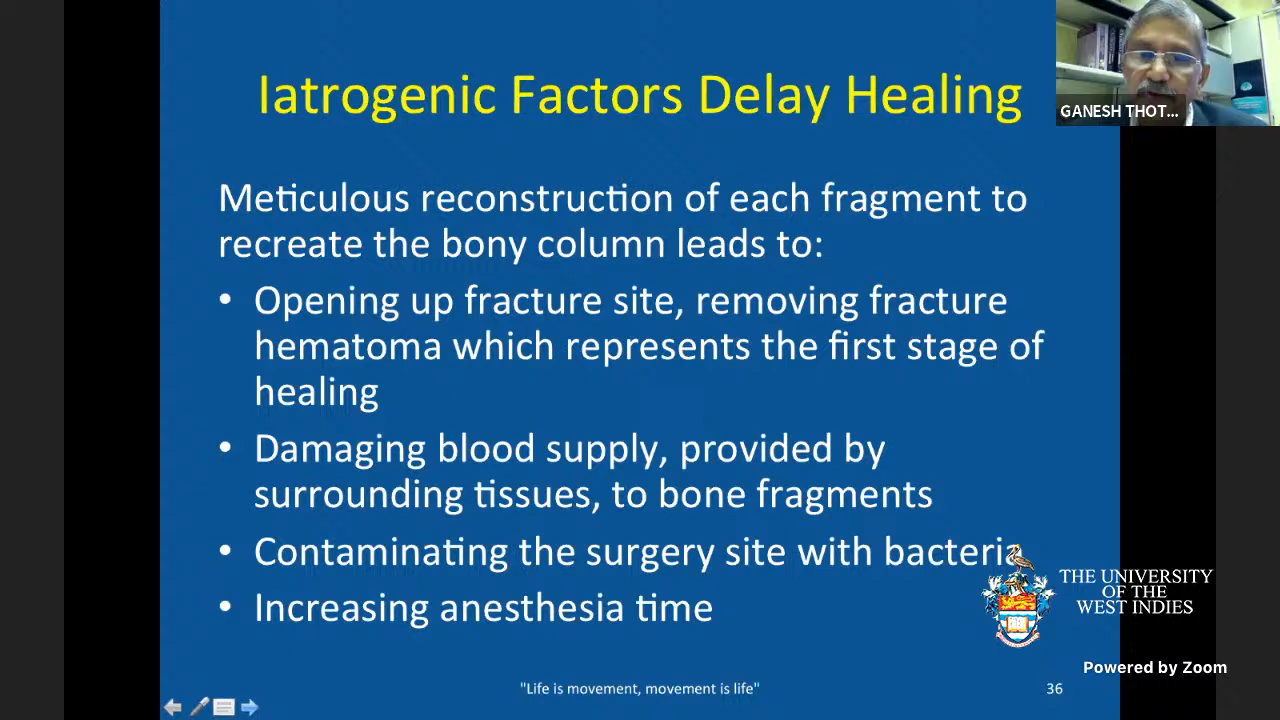 Iatrogenic Factors Delay Healing
GANESH THOT...
Meticulous reconstruction of each fragment to
recreate the bony column leads to:
• Opening up fracture site, removing fracture
hematoma which represents the first stage of
healing
• Damaging blood supply, provided by
surrounding tissues, to bone fragments
• Contaminating the surgery site with bacteria
• Increasing anesthesia time
THE UNIVERSITY
OF THE
WEST INDIES
Powered by Zoom
"Life is movement, movement is life"
36